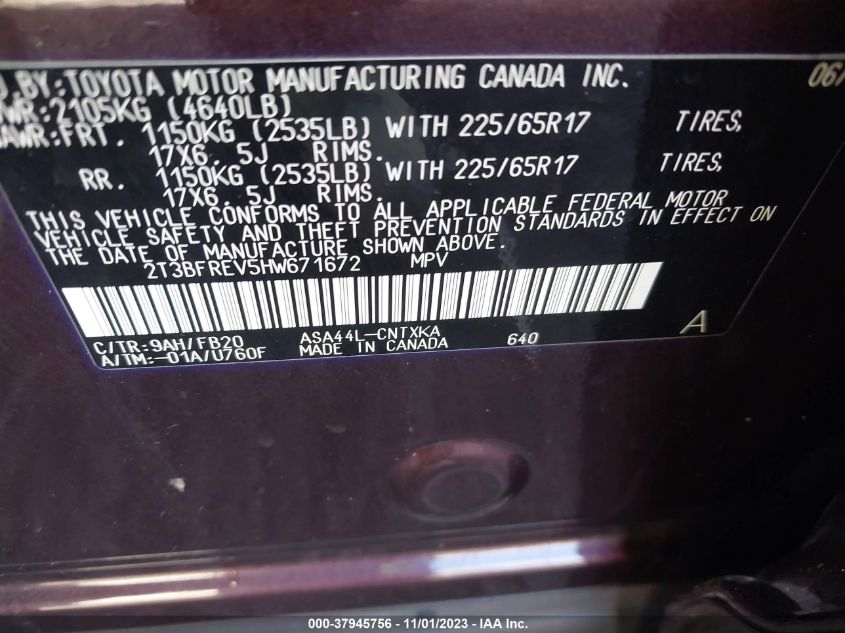 D BY: TOYOTA MOTOR MANUFACTURING CANADA INC. 06/
WR: 2105KG (4640LB)
AWR: FRT. 1150KG (2535LB) WITH 225/65R17 TIRES,
17X6. 5J RIMS.
RR. 1150KG (2535LB) WITH 225/65R17 TIRES,
17X6. 5J RIMS.
THIS VEHICLE CONFORMS TO ALL APPLICABLE FEDERAL MOTOR
VEHICLE SAFETY AND THEFT PREVENTION STANDARDS IN EFFECT ON
THE DATE OF MANUFACTURE SHOWN ABOVE.
2T3BFREV5HW671672 MPV
C/TR: 9AH/FB20 ASA44L-CNTXKA 640 A
A/TM: -01A/U760F MADE IN CANADA
000-37945756 - 11/01/2023 - IAA Inc.